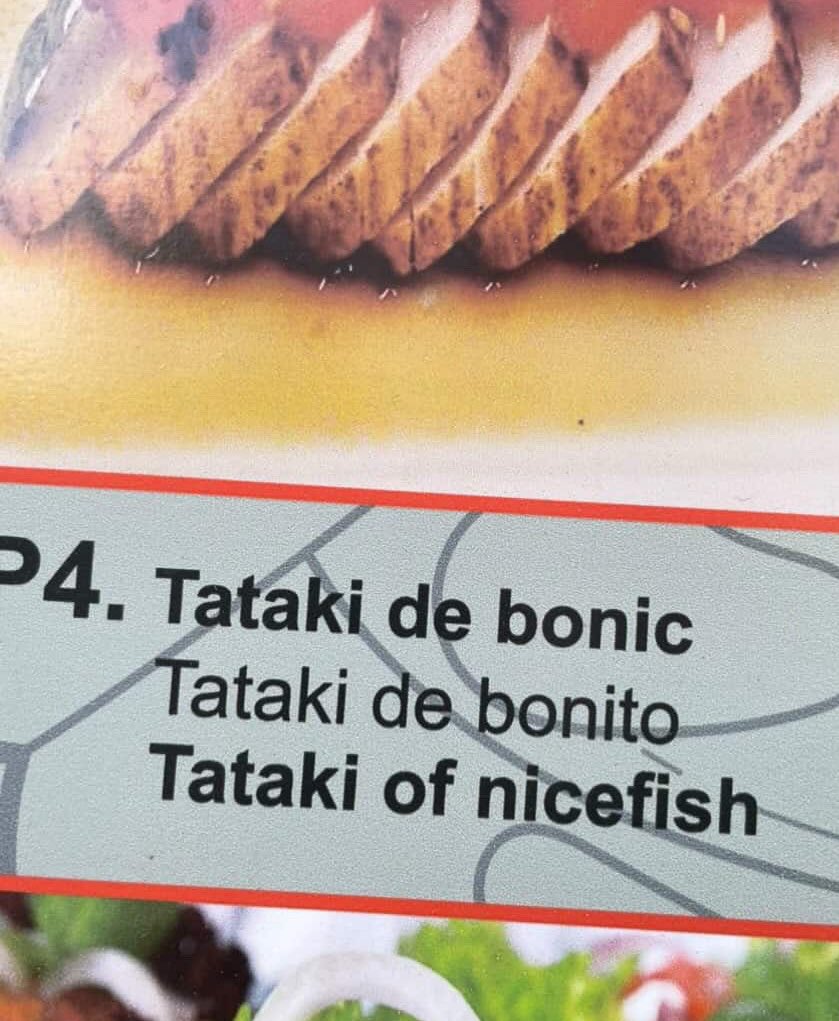 P4. Tataki de bonic
Tataki de bonito
Tataki of nicefish